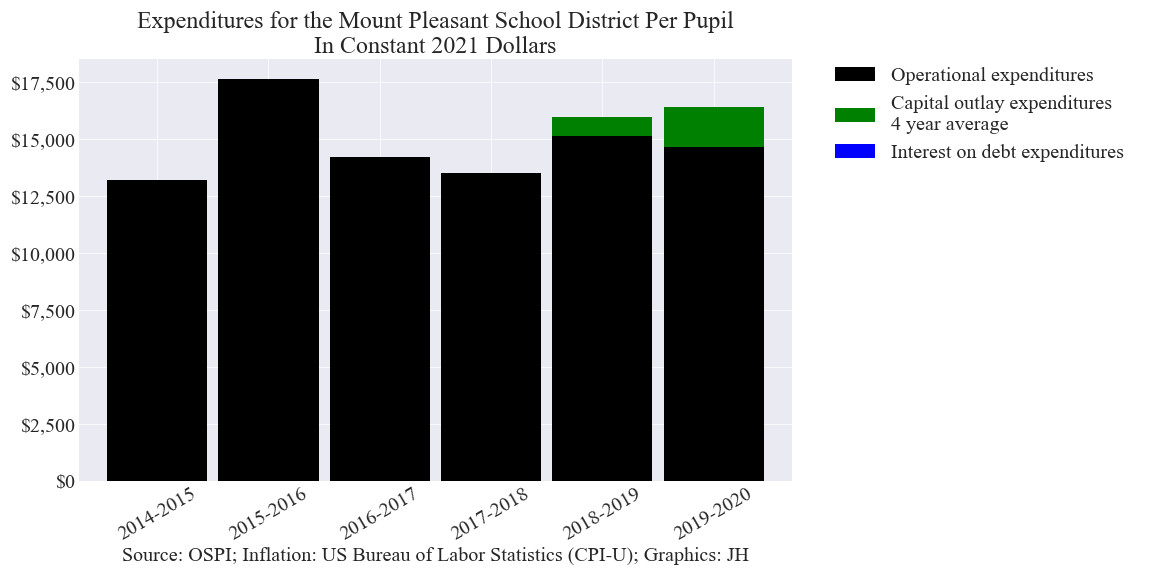 Expenditures for the Mount Pleasant School District Per Pupil
In Constant 2021 Dollars
$17,500
$15,000
$12,500
$10,000
$7,500
$5,000
$2,500
$0
2014-2015
2015-2016
2016-2017
2017-2018
2018-2019
2019-2020
Source: OSPI; Inflation: US Bureau of Labor Statistics (CPI-U); Graphics: JH
Operational expenditures
Capital outlay expenditures
4 year average
Interest on debt expenditures